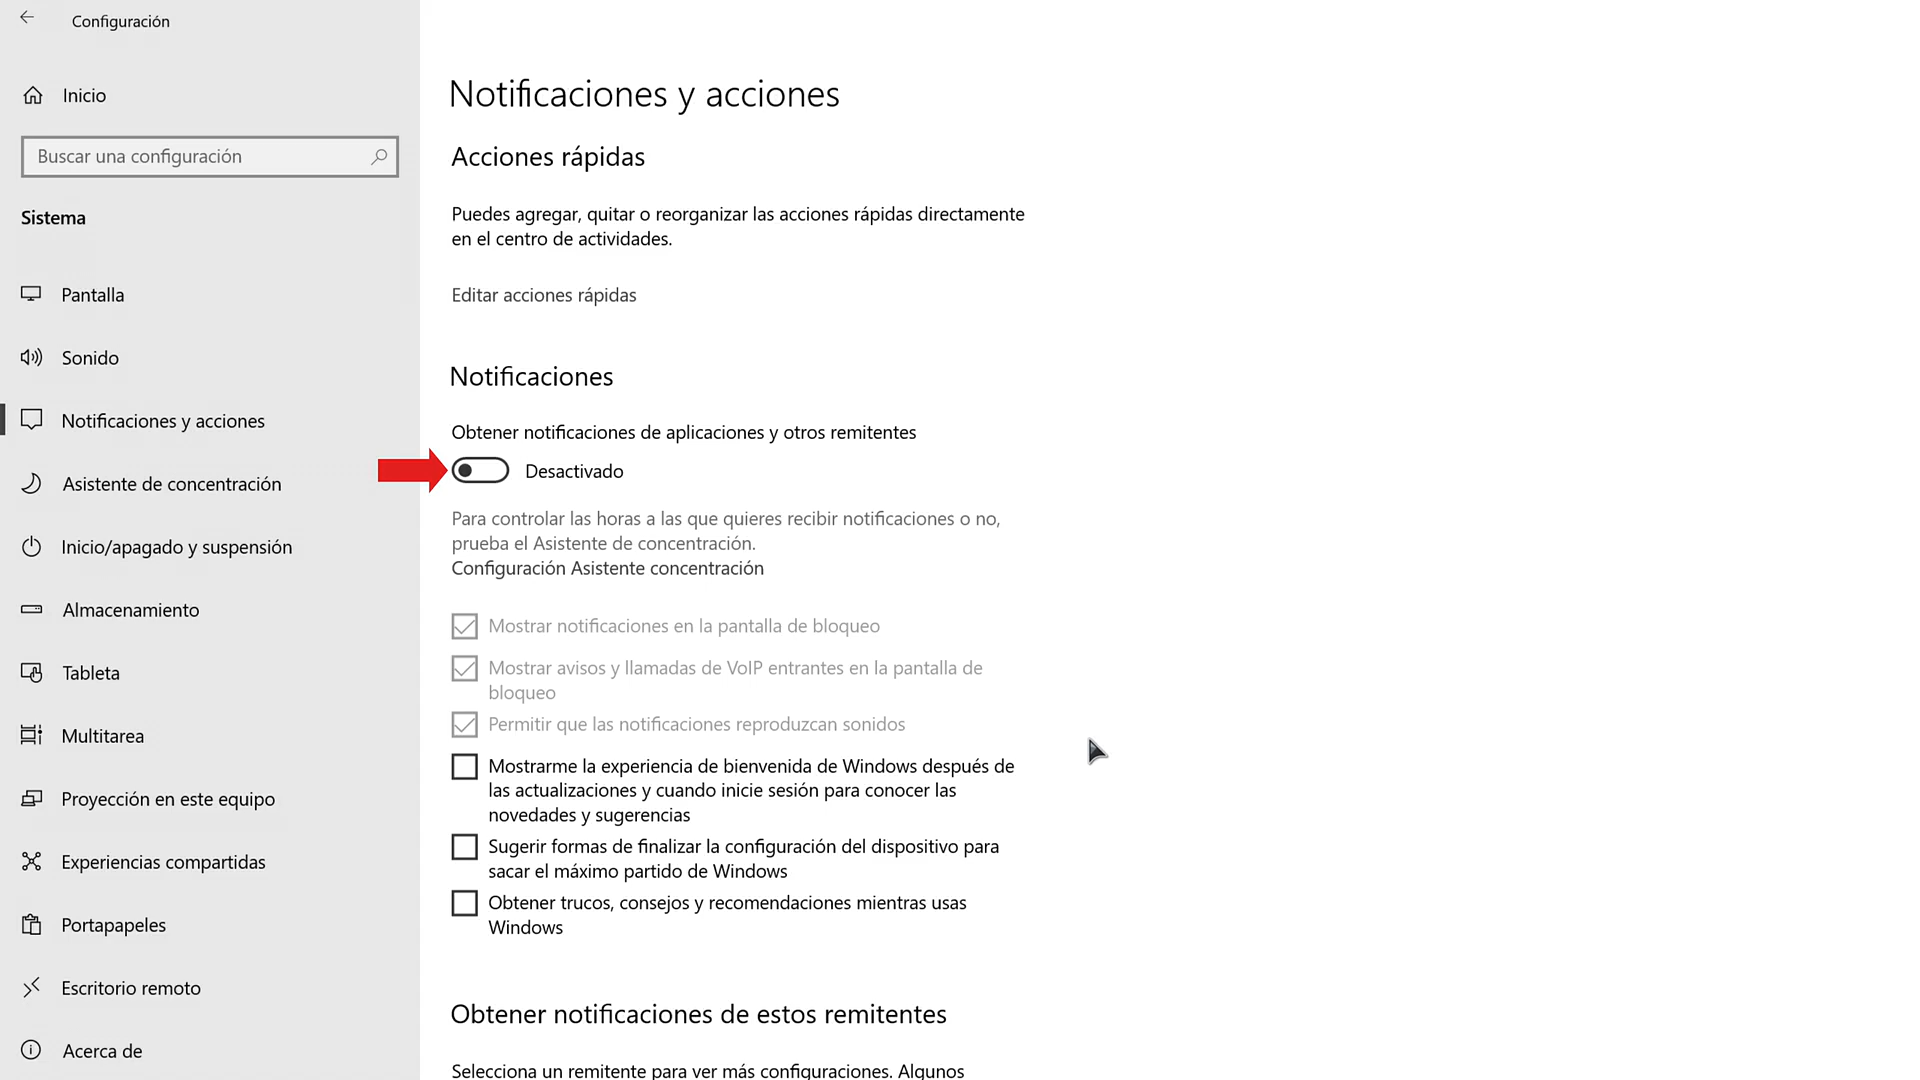 Configuración
Inicio
Buscar una configuración
Sistema
Pantalla
Sonido
Notificaciones y acciones
Asistente de concentración
Inicio/apagado y suspensión
Almacenamiento
Tableta
Multitarea
Proyección en este equipo
Experiencias compartidas
Portapapeles
Escritorio remoto
Acerca de
Notificaciones y acciones
Acciones rápidas
Puedes agregar, quitar o reorganizar las acciones rápidas directamente
en el centro de actividades.
Editar acciones rápidas
Notificaciones
Obtener notificaciones de aplicaciones y otros remitentes
Desactivado
Para controlar las horas a las que quieres recibir notificaciones o no,
prueba el Asistente de concentración.
Configuración Asistente concentración
Mostrar notificaciones en la pantalla de bloqueo
Mostrar avisos y llamadas de VoIP entrantes en la pantalla de
bloqueo
Permitir que las notificaciones reproduzcan sonidos
Mostrarme la experiencia de bienvenida de Windows después de
las actualizaciones y cuando inicie sesión para conocer las
novedades y sugerencias
Sugerir formas de finalizar la configuración del dispositivo para
sacar el máximo partido de Windows
Obtener trucos, consejos y recomendaciones mientras usas
Windows
Obtener notificaciones de estos remitentes
Selecciona un remitente para ver más configuraciones. Algunos